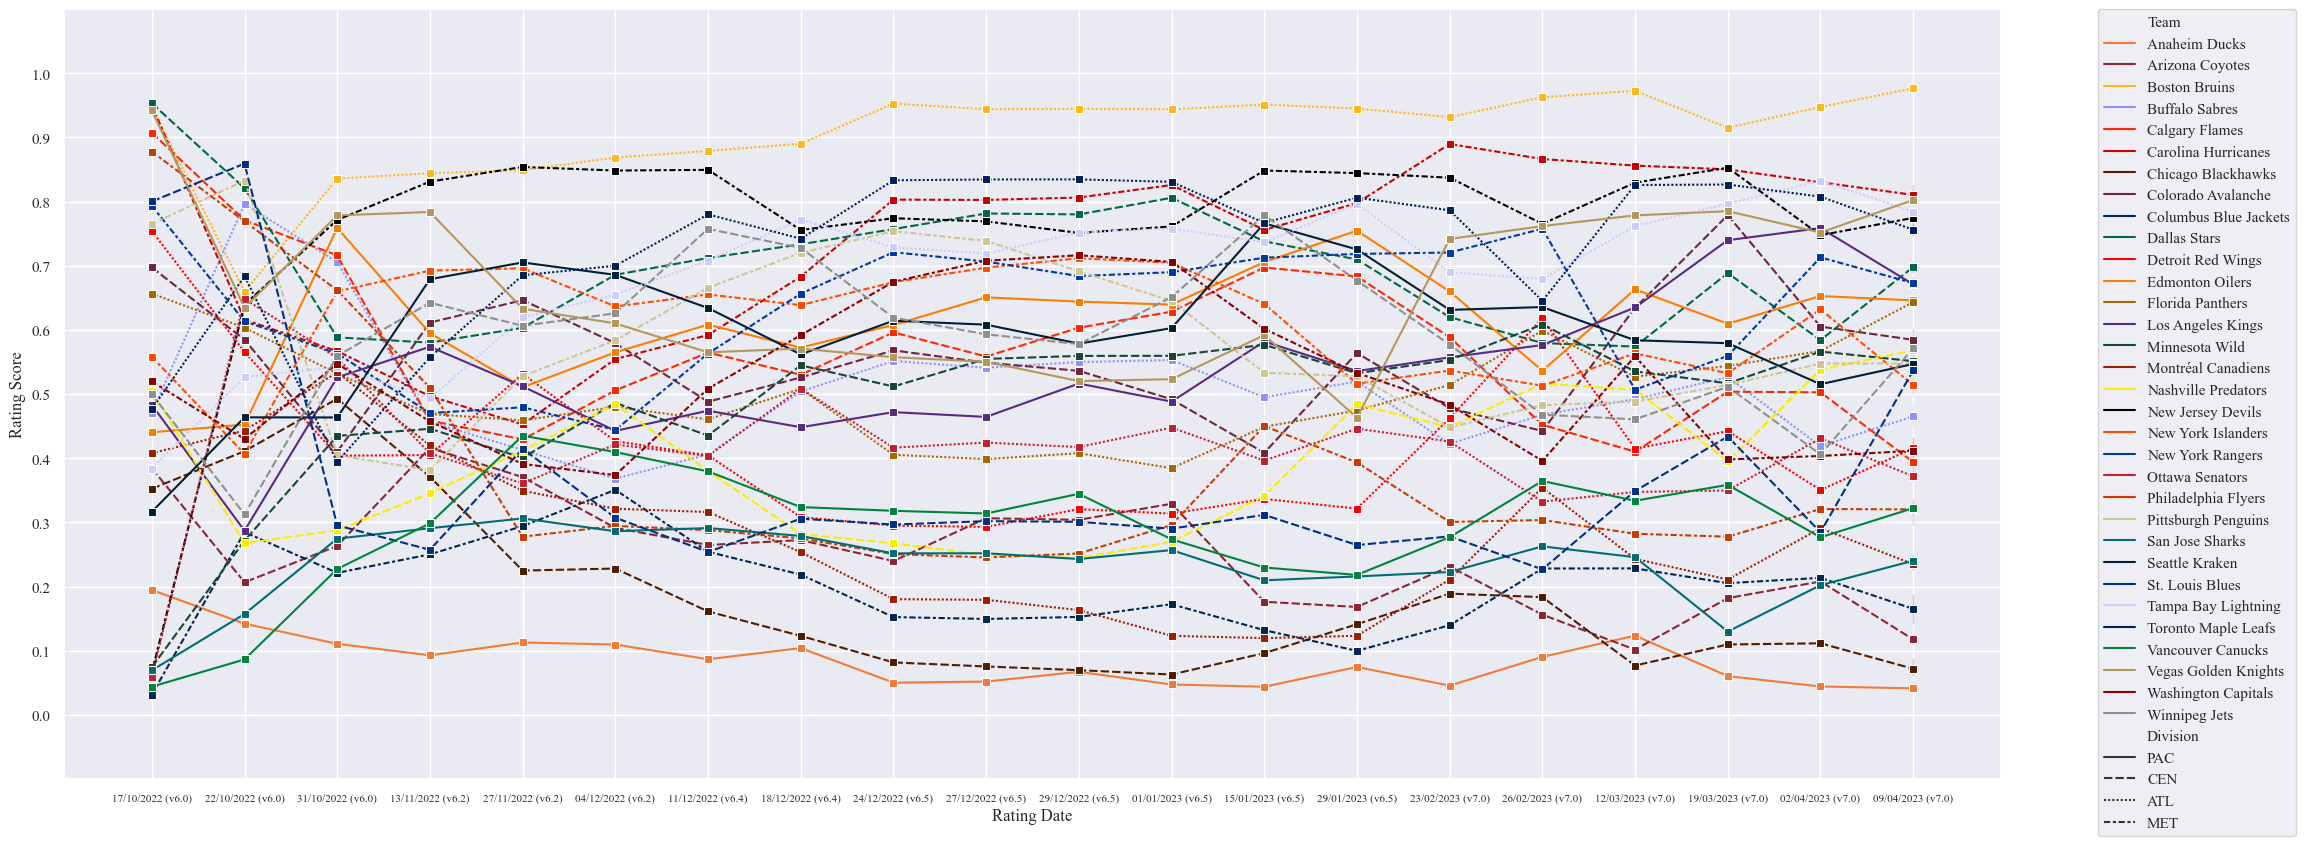 Team
Anaheim Ducks
Arizona Coyotes
Boston Bruins
Buffalo Sabres
Calgary Flames
Carolina Hurricanes
Chicago Blackhawks
Colorado Avalanche
Columbus Blue Jackets
Dallas Stars
Detroit Red Wings
Edmonton Oilers
Florida Panthers
Los Angeles Kings
Minnesota Wild
Montréal Canadiens
Nashville Predators
New Jersey Devils
New York Islanders
New York Rangers
Ottawa Senators
Philadelphia Flyers
Pittsburgh Penguins
San Jose Sharks
Seattle Kraken
St. Louis Blues
Tampa Bay Lightning
Toronto Maple Leafs
Vancouver Canucks
Vegas Golden Knights
Washington Capitals
Winnipeg Jets
Division
PAC
CEN
ATL
MET
Rating Score
1.0
0.9
0.8
0.7
0.6
0.5
0.4
0.3
0.2
0.1
0.0
17/10/2022 (v6.0) 22/10/2022 (v6.0) 31/10/2022 (v6.0) 13/11/2022 (v6.2) 27/11/2022 (v6.2) 04/12/2022 (v6.2) 11/12/2022 (v6.4) 18/12/2022 (v6.4) 24/12/2022 (v6.5) 27/12/2022 (v6.5) 29/12/2022 (v6.5) 01/01/2023 (v6.5) 15/01/2023 (v6.5) 29/01/2023 (v6.5) 23/02/2023 (v7.0) 26/02/2023 (v7.0) 12/03/2023 (v7.0) 19/03/2023 (v7.0) 02/04/2023 (v7.0) 09/04/2023 (v7.0)
Rating Date